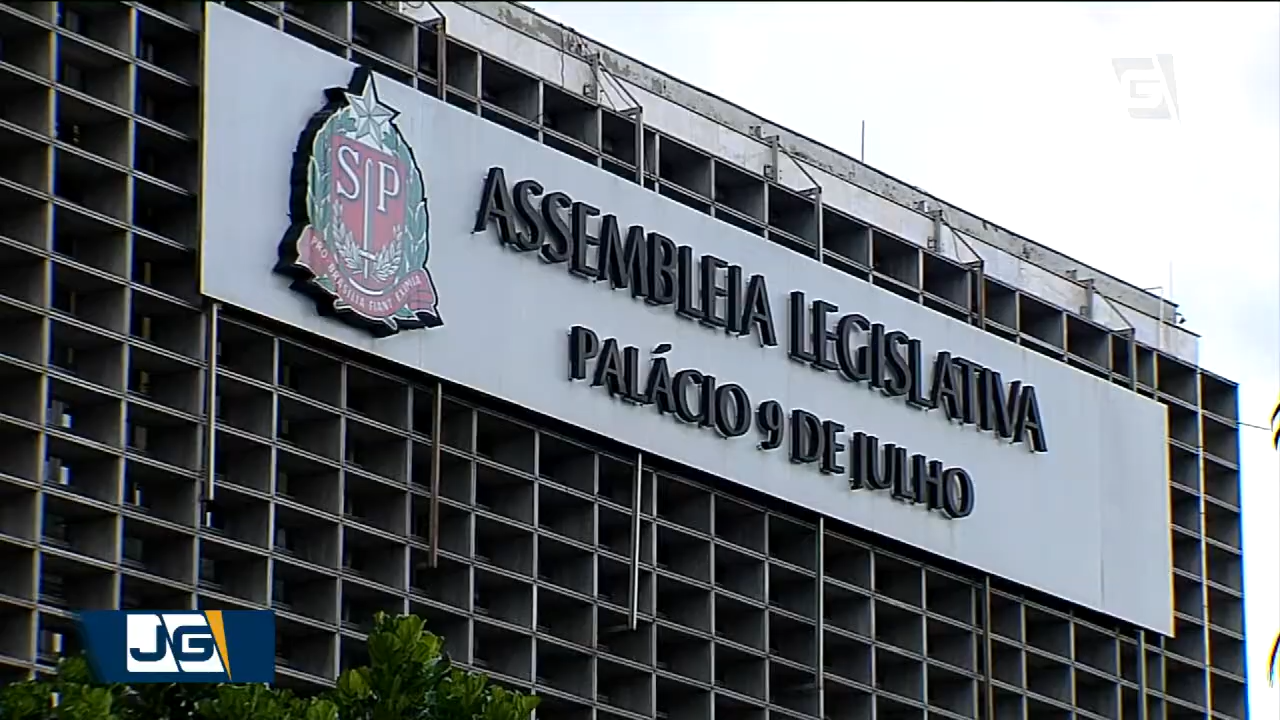 SP
PRO BRASILIA FIANT EXIMIA
ASSEMBLEIA LEGISLATIVA
PALÁCIO 9 DE JULHO
JG
G